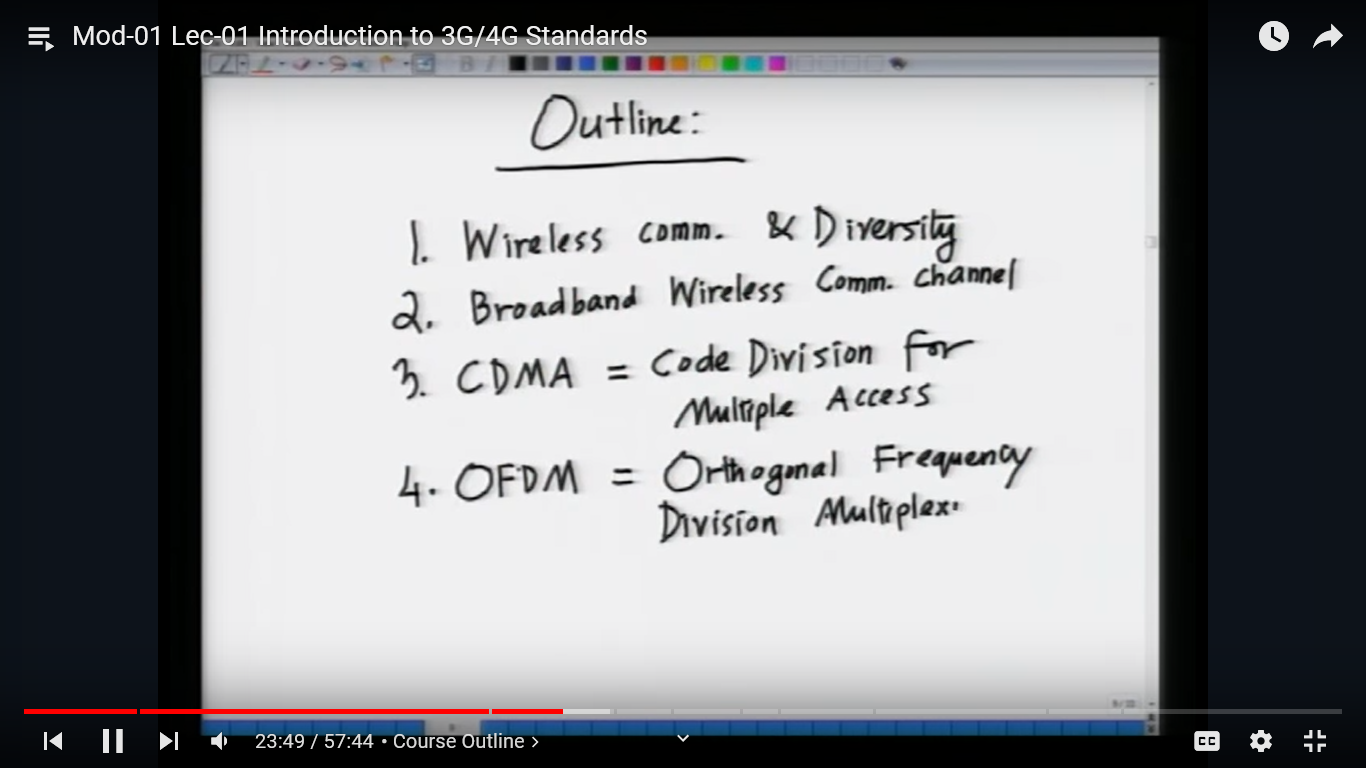 Mod-01 Lec-01 Introduction to 3G/4G Standards
Outline:
1. Wireless comm. & Diversity
2. Broadband Wireless Comm. channel
3. CDMA = Code Division for
Multiple Access
4. OFDM = Orthogonal Frequency
Division Multiplex.
23:49 / 57:44 • Course Outline >
CC